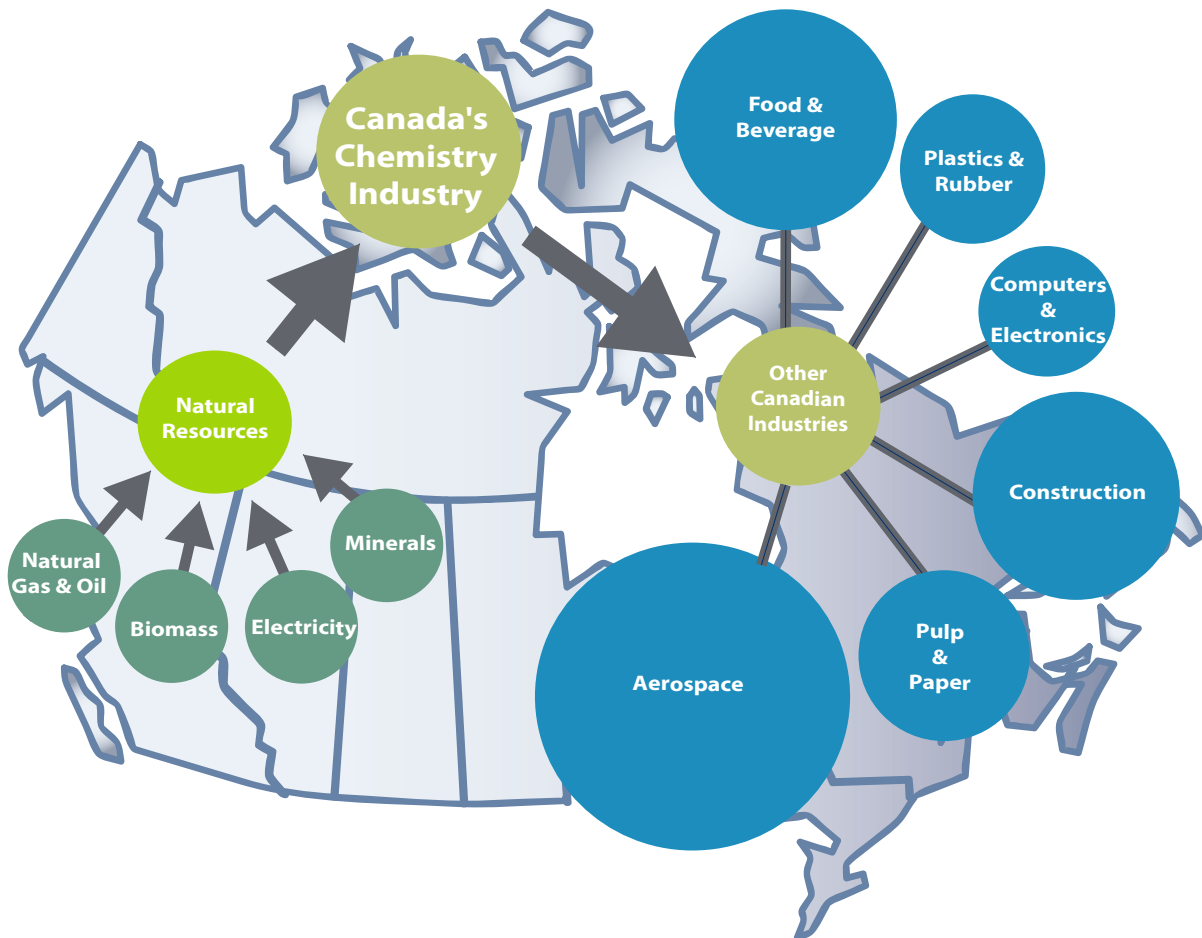 Canada's
Chemistry
Industry
Food &
Beverage
Plastics &
Rubber
Computers
&
Electronics
Other
Canadian
Industries
Natural
Resources
Construction
Minerals
Natural
Gas & Oil
Biomass
Electricity
Pulp
&
Paper
Aerospace